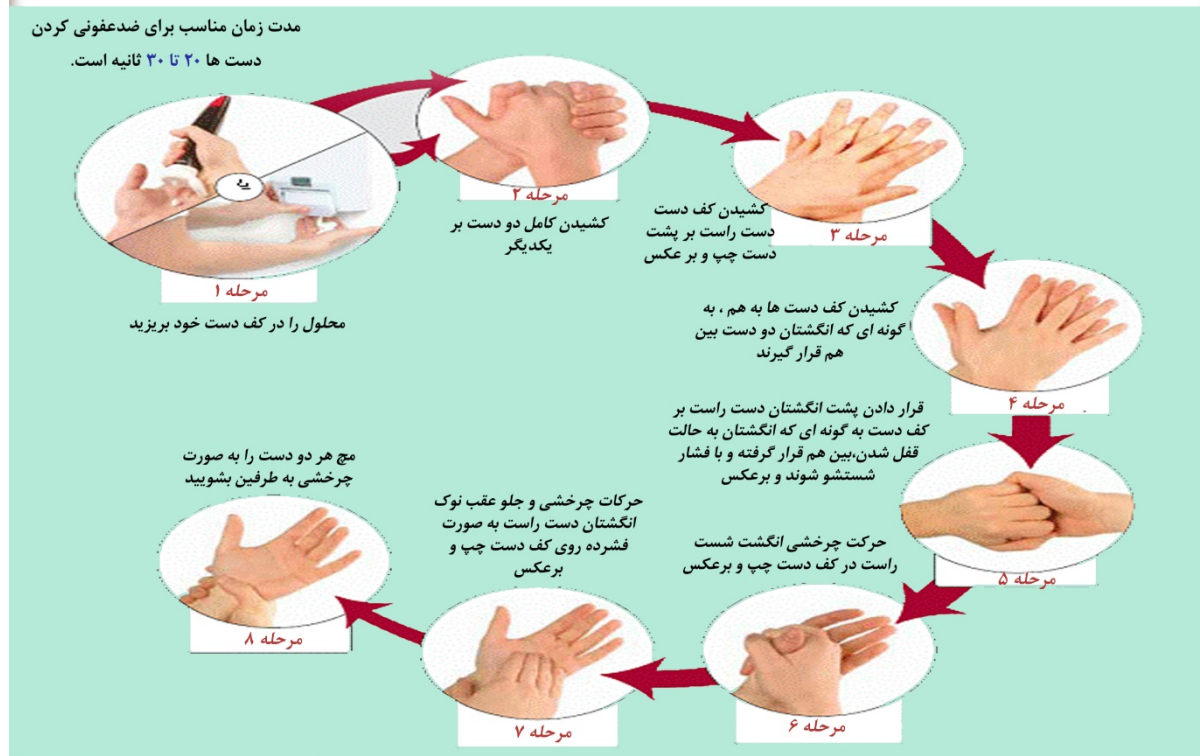 مدت زمان مناسب برای ضدعفونی کردن
دست ها ۲۰ تا ۳۰ ثانیه است.
یا
مرحله ۱
محلول را در کف دست خود بریزید
مرحله ۲
کشیدن کامل دو دست بر
یکدیگر
مرحله ۳
کشیدن کف دست
دست راست بر پشت
دست چپ و بر عکس
مرحله ۴
کشیدن کف دست ها به هم ، به
گونه ای که انگشتان دو دست بین
هم قرار گیرند
مرحله ۵
قرار دادن پشت انگشتان دست راست بر
کف دست به گونه ای که انگشتان به حالت
قفل شدن،بین هم قرار گرفته و با فشار
شستشو شوند و برعکس
مرحله ۶
حرکت چرخشی انگشت شست
راست در کف دست چپ و برعکس
مرحله ۷
حرکات چرخشی و جلو عقب نوک
انگشتان دست راست به صورت
فشرده روی کف دست چپ و
برعکس
مرحله ۸
مچ هر دو دست را به صورت
چرخشی به طرفین بشویید